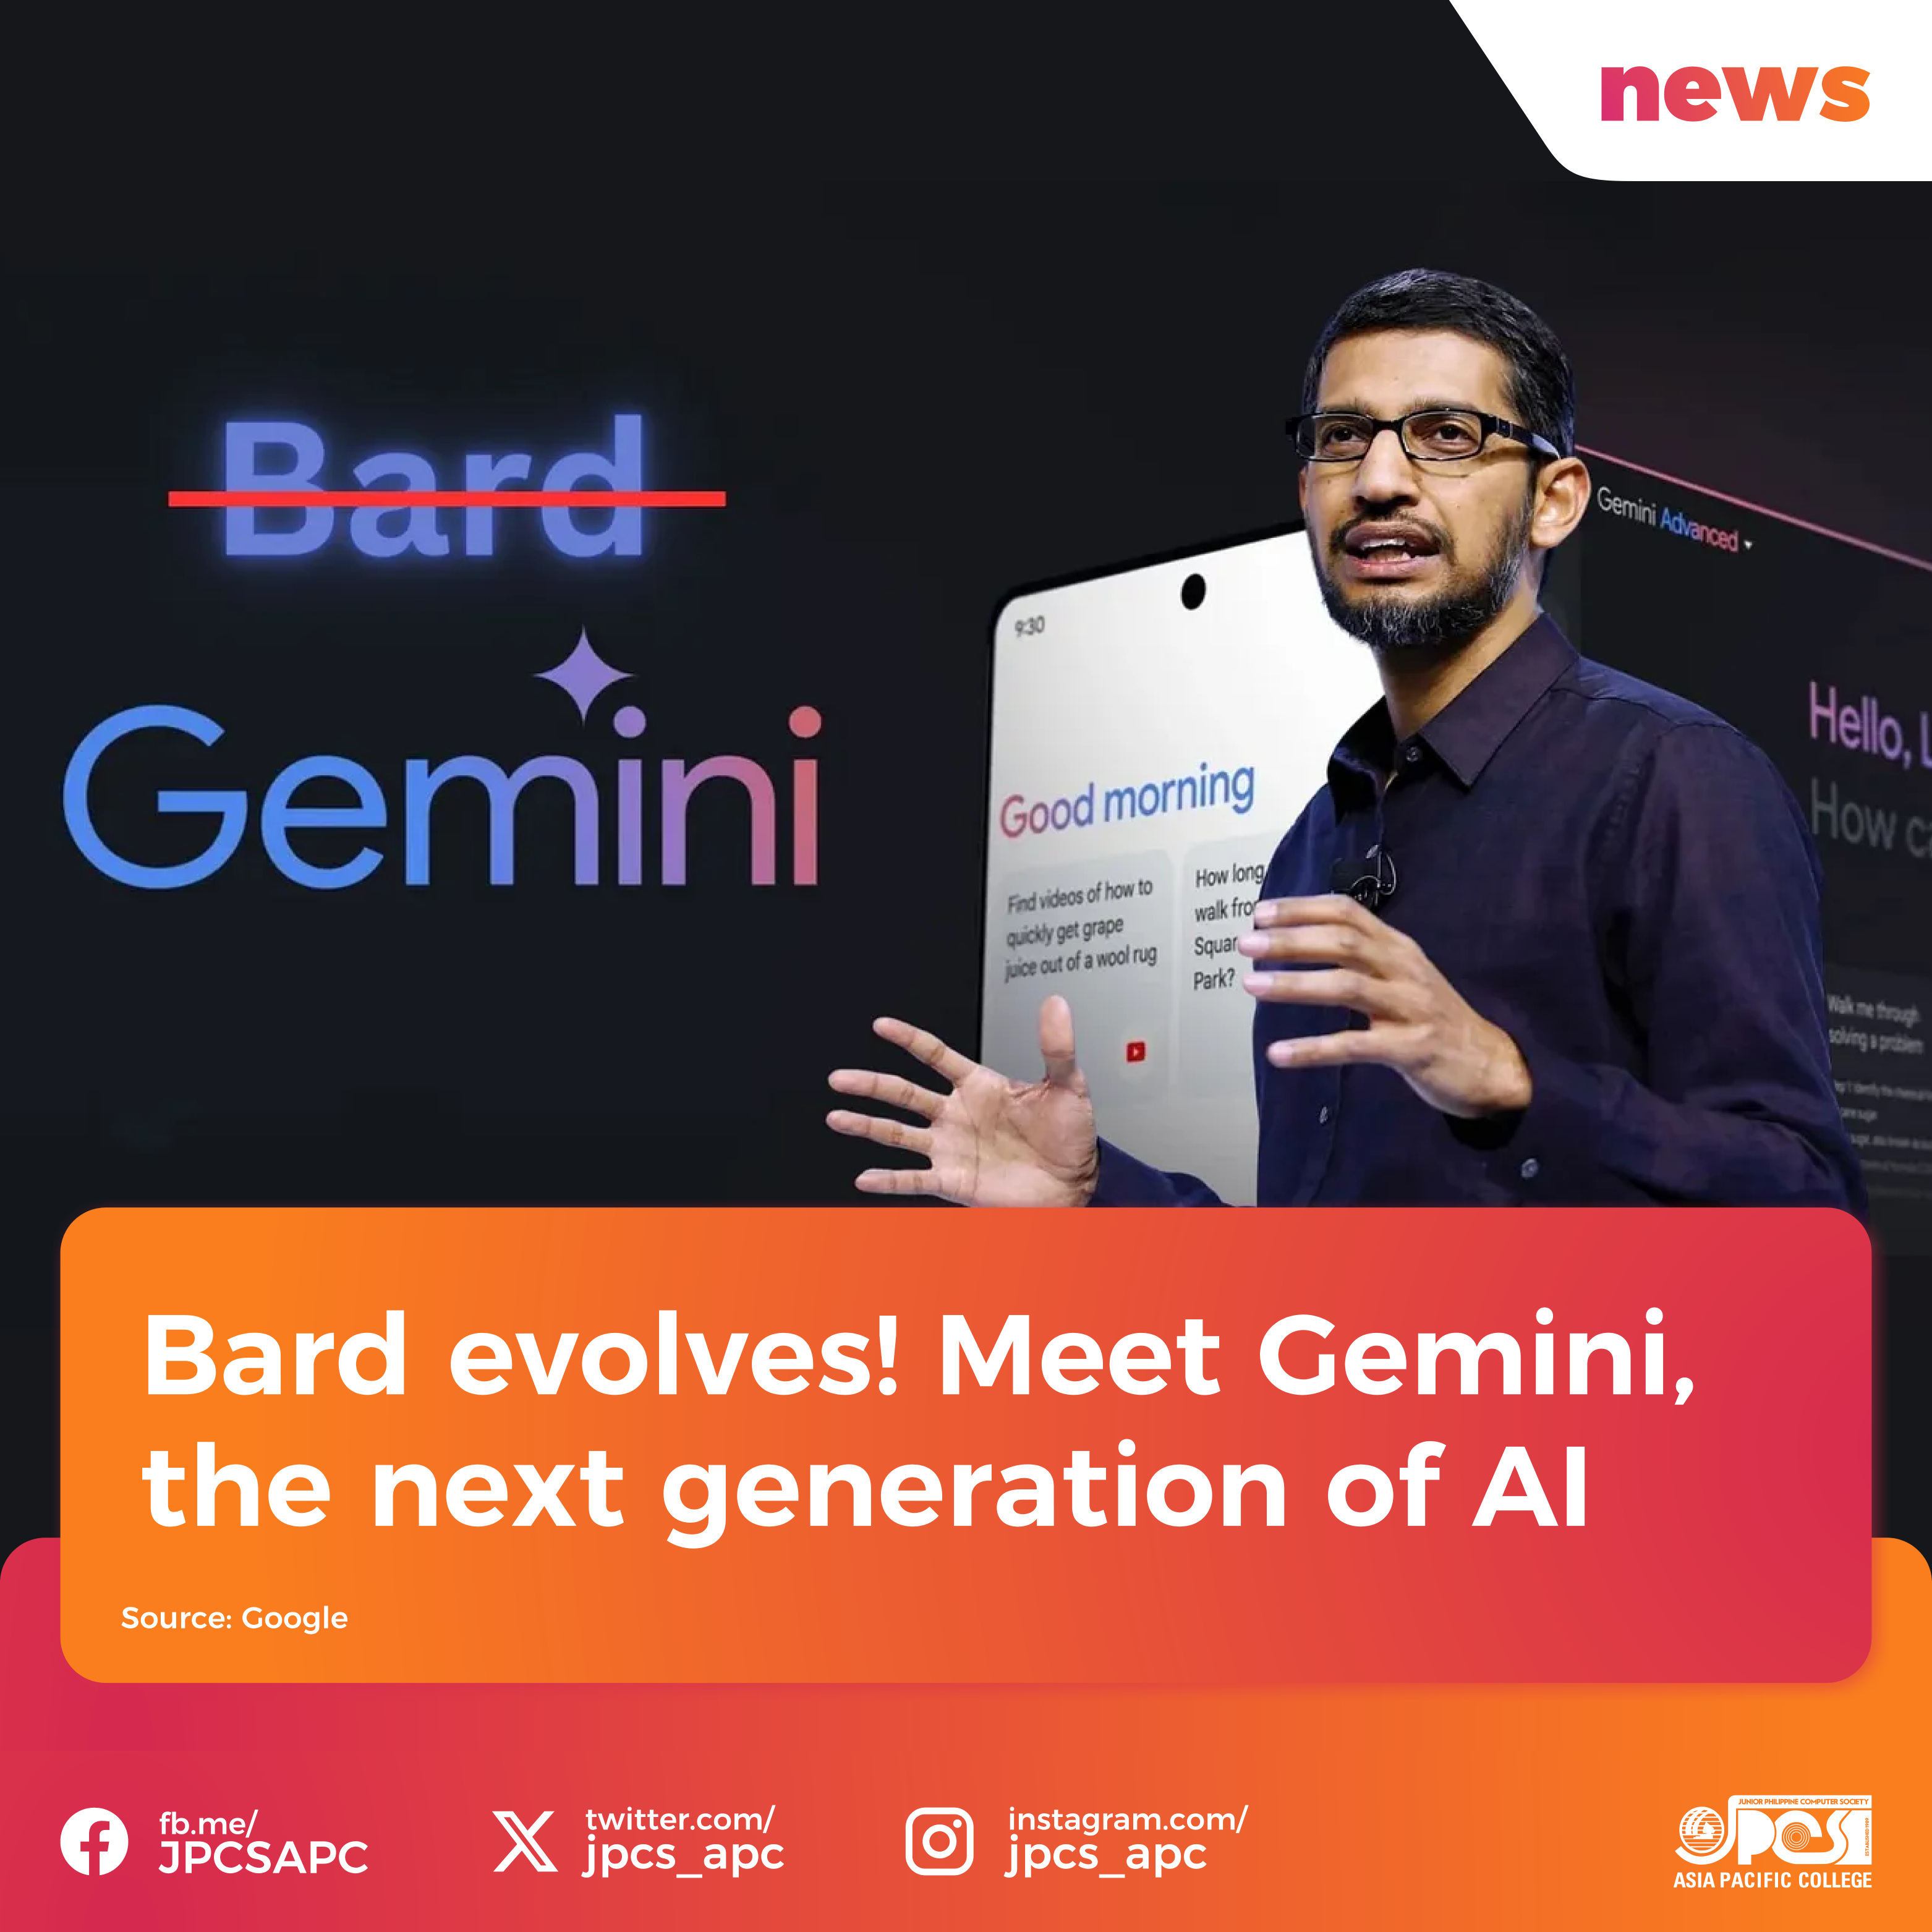 news
Bard
Gemini
Gemini Advanced
9:30
Good morning
Find videos of how to
quickly get grape
juice out of a wool rug
How long
walk fro
Squar
Park?
Hello, L
How c
Walk me through
solving a problem
Bard evolves! Meet Gemini,
the next generation of AI
Source: Google
fb.me/
JPCSAPC
twitter.com/
jpcs_apc
instagram.com/
jpcs_apc
JUNIOR PHILIPPINE COMPUTER SOCIETY
JPCS
ASIA PACIFIC COLLEGE